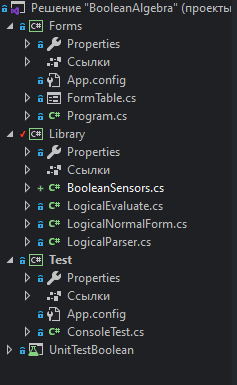 Решение "BooleanAlgebra" (проекты
C# Forms
Properties
Ссылки
App.config
C# FormTable.cs
C# Program.cs
C# Library
Properties
Ссылки
C# BooleanSensors.cs
C# LogicalEvaluate.cs
C# LogicalNormalForm.cs
C# LogicalParser.cs
C# Test
Properties
Ссылки
App.config
C# ConsoleTest.cs
UnitTestBoolean